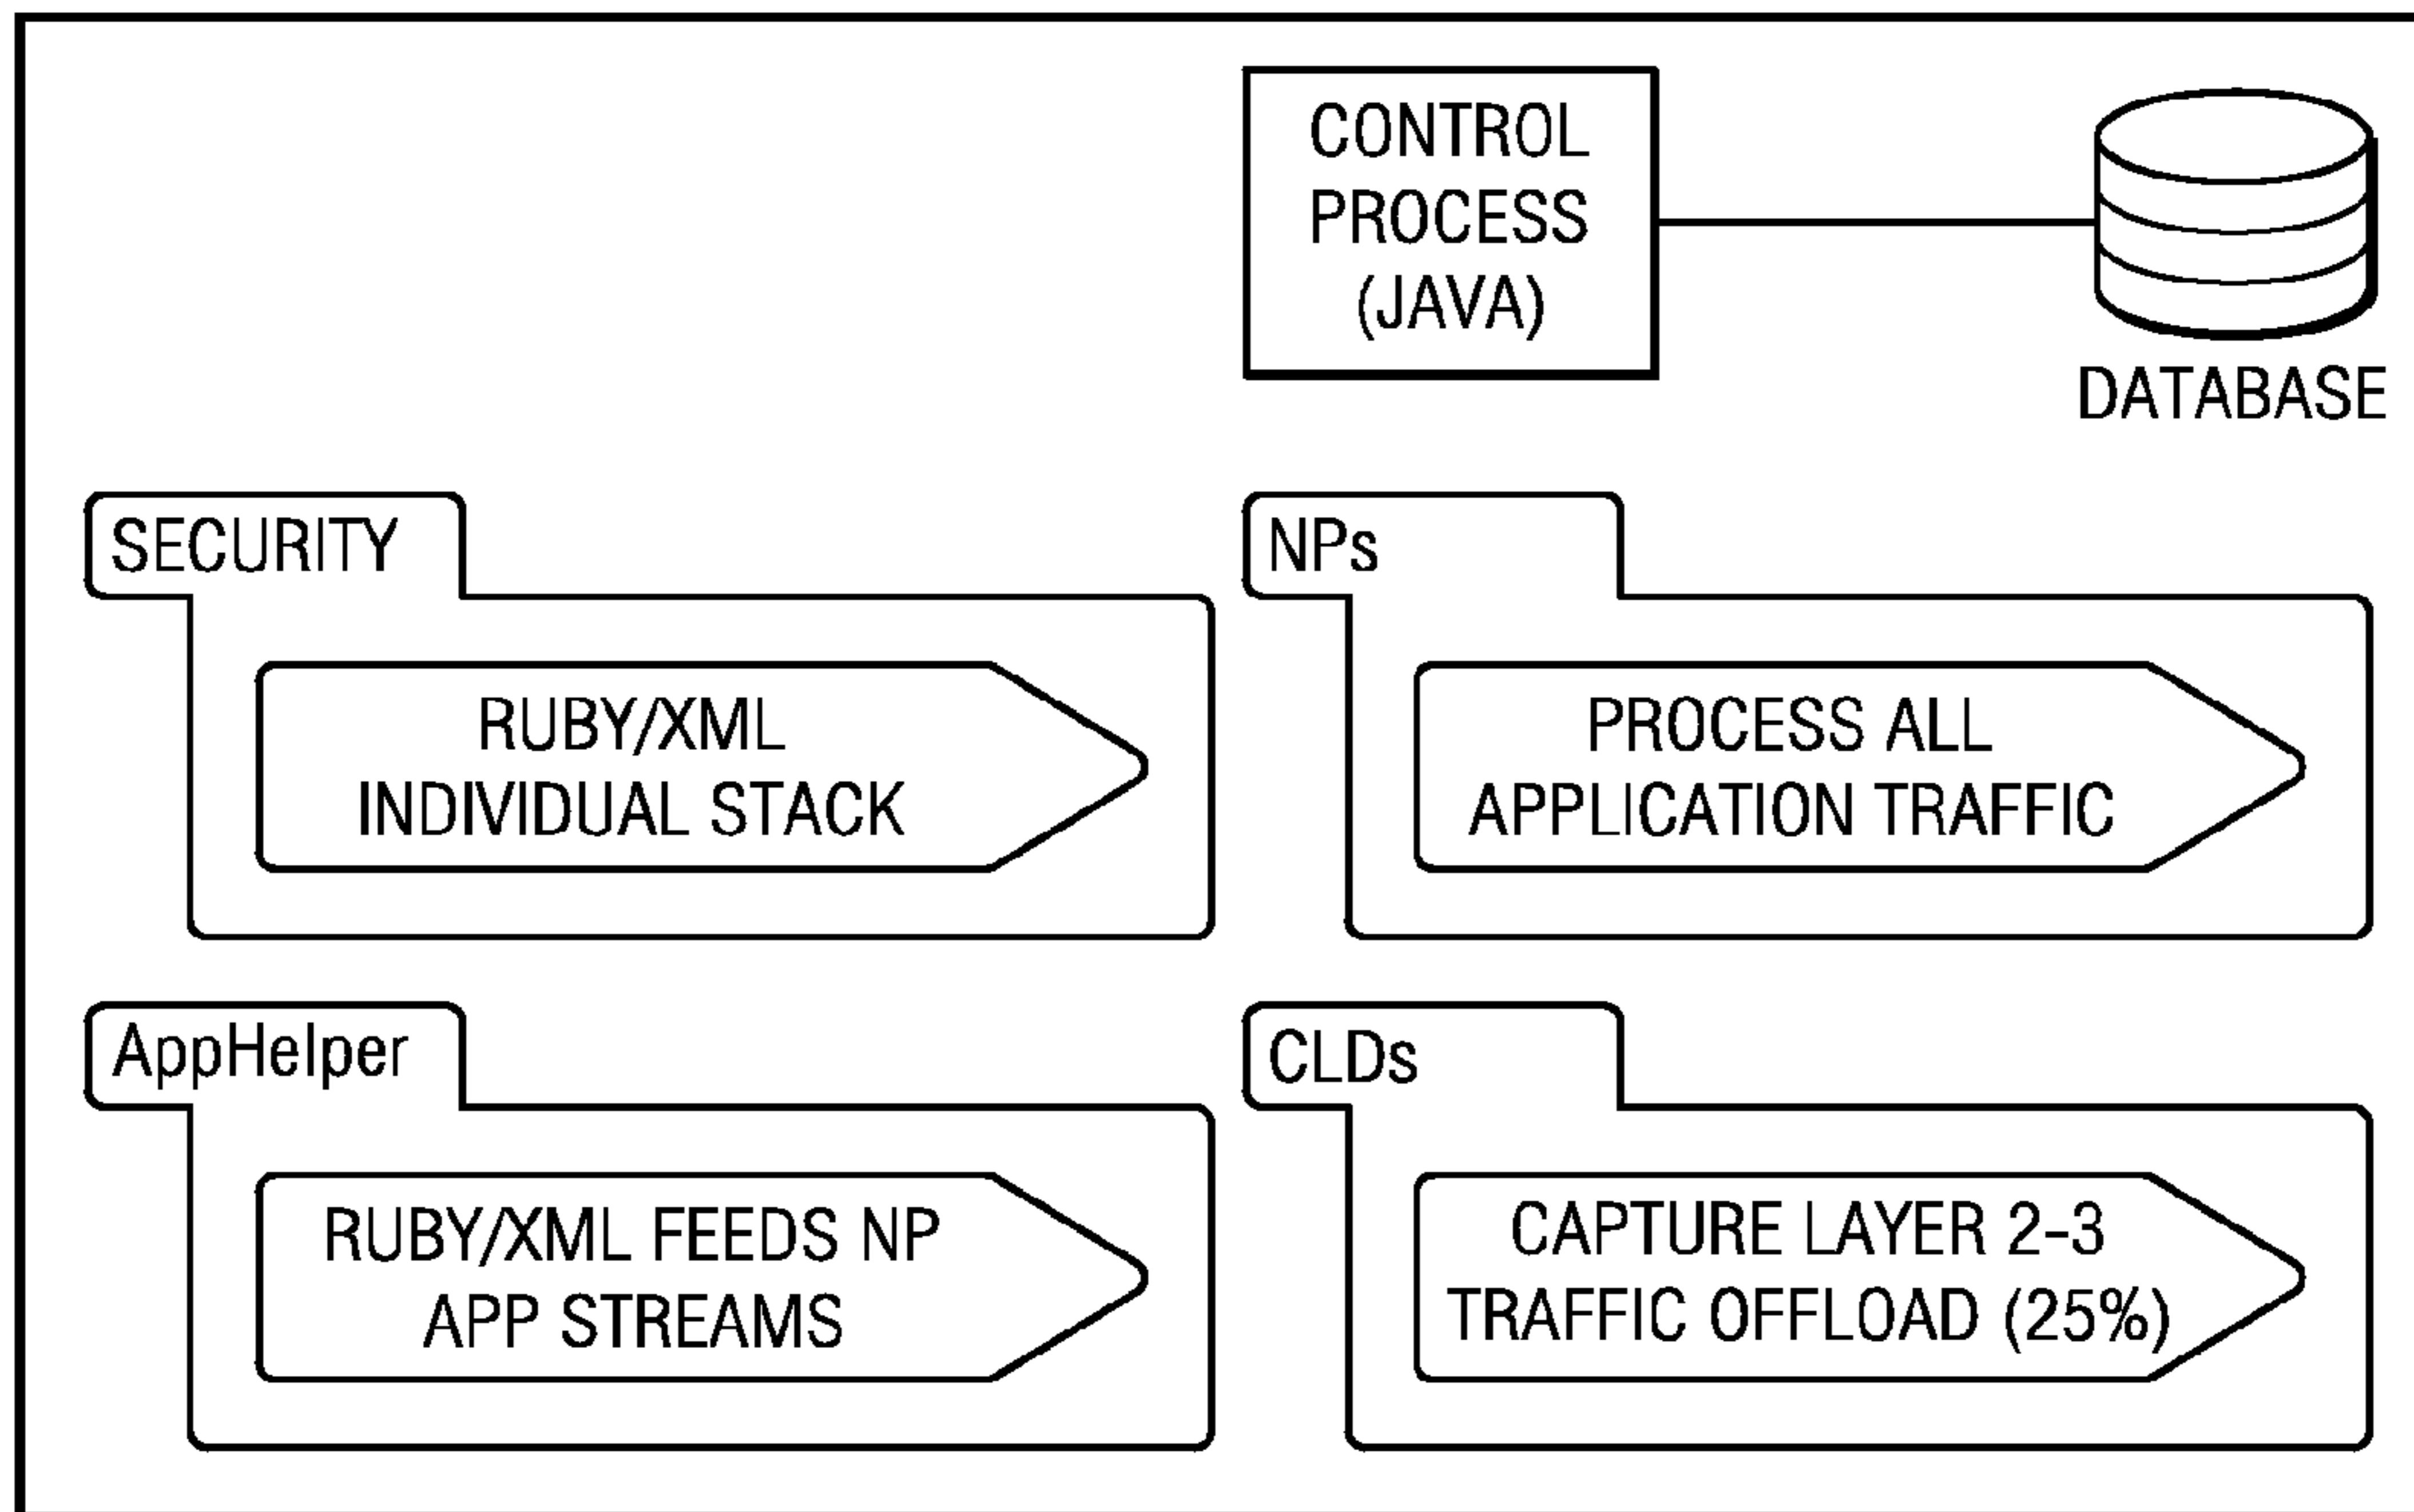 CONTROL
PROCESS
(JAVA)
DATABASE
SECURITY
RUBY/XML
INDIVIDUAL STACK
NPs
PROCESS ALL
APPLICATION TRAFFIC
AppHelper
RUBY/XML FEEDS NP
APP STREAMS
CLDs
CAPTURE LAYER 2-3
TRAFFIC OFFLOAD (25%)